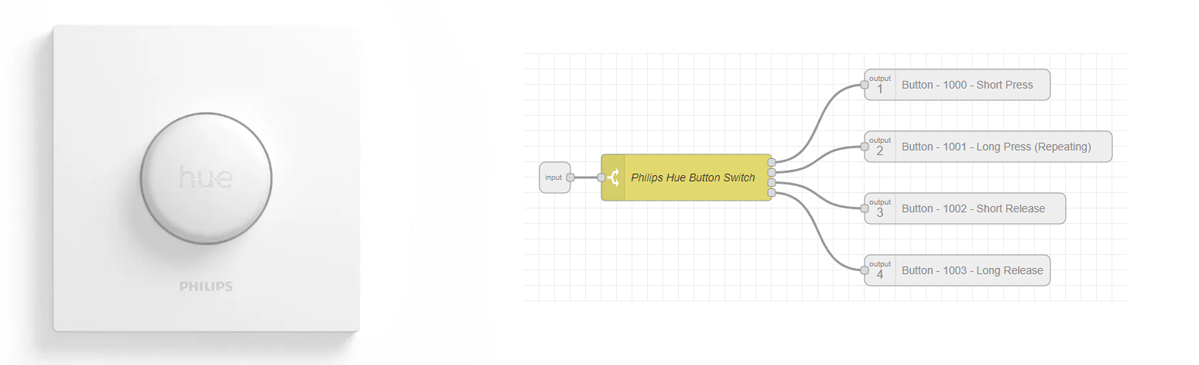 hue
PHILIPS
input
Philips Hue Button Switch
output
1
Button - 1000 - Short Press
output
2
Button - 1001 - Long Press (Repeating)
output
3
Button - 1002 - Short Release
output
4
Button - 1003 - Long Release